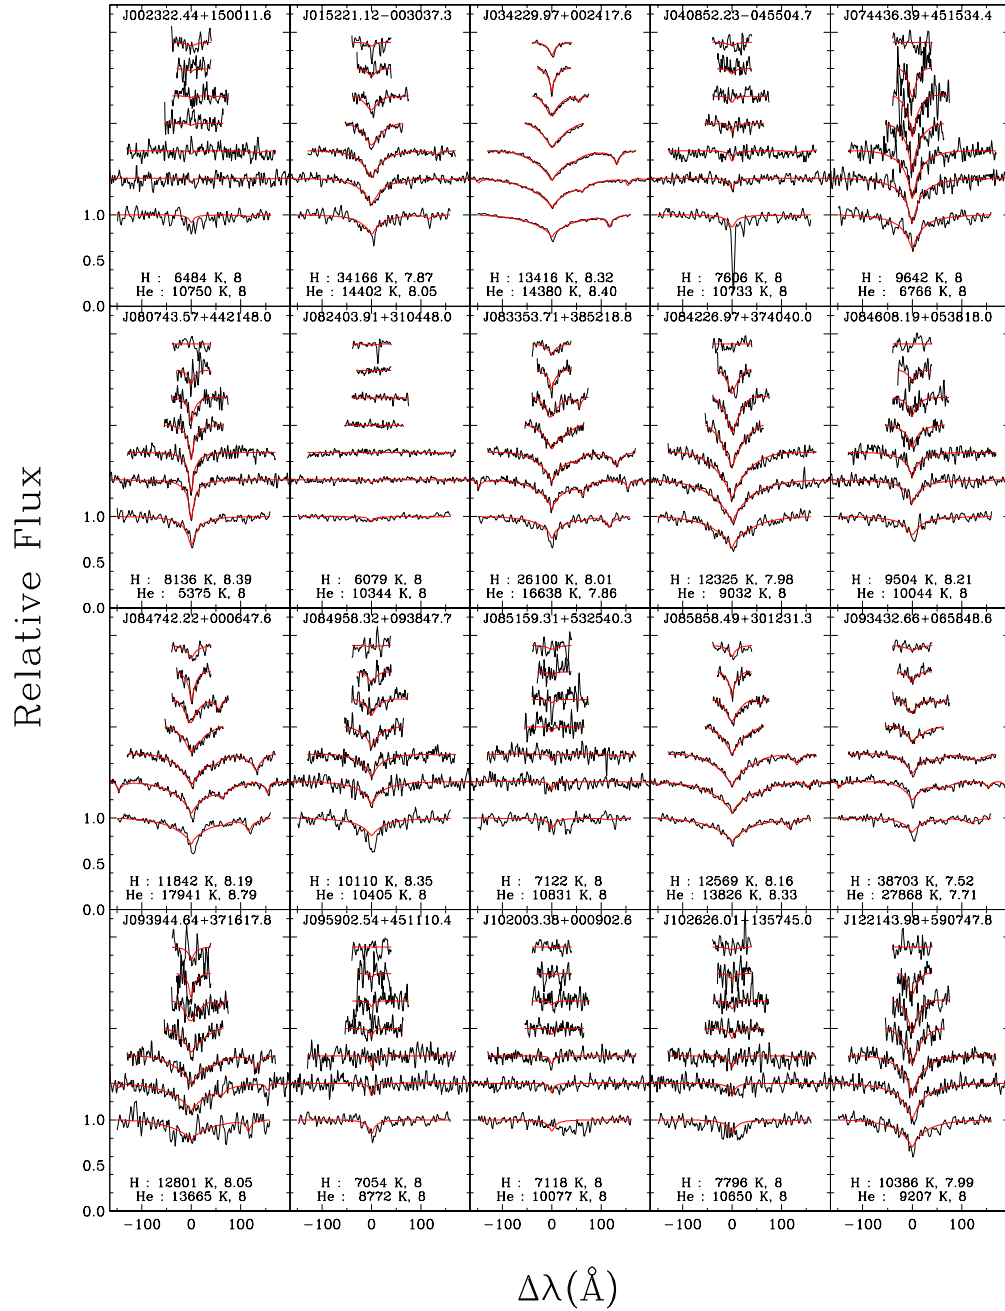 J002322.44+150011.6
J015221.12−003037.3
J034229.97+002417.6
J040852.23−045504.7
J074436.39+451534.4
1.0
0.5
0.0
H : 6484 K, 8
He : 10750 K, 8
H : 34166 K, 7.87
He : 14402 K, 8.05
H : 13416 K, 8.32
He : 14380 K, 8.40
H : 7606 K, 8
He : 10733 K, 8
H : 9642 K, 8
He : 6766 K, 8
J080743.57+442148.0
J082403.91+310448.0
J083353.71+385218.8
J084226.97+374040.0
J084608.19+053818.0
1.0
0.5
0.0
H : 8136 K, 8.39
He : 5375 K, 8
H : 6079 K, 8
He : 10344 K, 8
H : 26100 K, 8.01
He : 16638 K, 7.86
H : 12325 K, 7.98
He : 9032 K, 8
H : 9504 K, 8.21
He : 10044 K, 8
Relative Flux
J084742.22+000647.6
J084958.32+093847.7
J085159.31+532540.3
J085858.49+301231.3
J093432.66+065848.6
1.0
0.5
0.0
H : 11842 K, 8.19
He : 17941 K, 8.79
H : 10110 K, 8.35
He : 10405 K, 8
H : 7122 K, 8
He : 10831 K, 8
H : 12569 K, 8.16
He : 13826 K, 8.33
H : 38703 K, 7.52
He : 27868 K, 7.71
J093944.64+371617.8
J095902.54+451110.4
J102003.38+000902.6
J102626.01+135745.0
J122143.98+590747.8
1.0
0.5
0.0
H : 12801 K, 8.05
He : 13665 K, 8
H : 7054 K, 8
He : 8772 K, 8
H : 7118 K, 8
He : 10077 K, 8
H : 7796 K, 8
He : 10650 K, 8
H : 10386 K, 7.99
He : 9207 K, 8
−100 0 100
−100 0 100
−100 0 100
−100 0 100
−100 0 100
Δλ(Å)